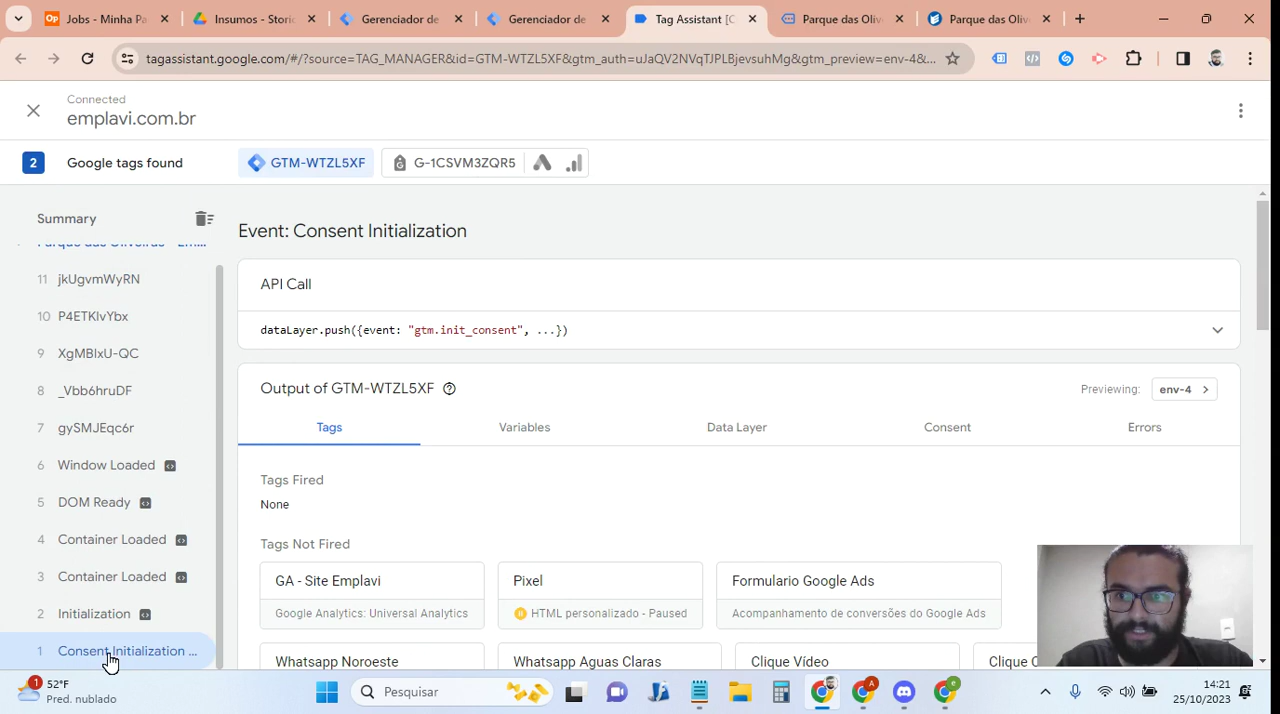 Jobs - Minha Pa
Insumos - Storic
Gerenciador de
Gerenciador de
Tag Assistant [C
Parque das Oliv
Parque das Oliv
tagassistant.google.com/#/?source=TAG_MANAGER&id=GTM-WTZL5XF&gtm_auth=uJaQV2NVqTJPLBjevsuhMg&gtm_preview=env-4&...
Connected
emplavi.com.br
2 Google tags found GTM-WTZL5XF G-1CSVM3ZQR5
Summary
Parque das Oliveiras - Em...
11 jkUgvmWyRN
10 P4ETKlvYbx
9 XgMBIxU-QC
8 _Vbb6hruDF
7 gySMJEqc6r
6 Window Loaded
5 DOM Ready
4 Container Loaded
3 Container Loaded
2 Initialization
1 Consent Initialization ...
Event: Consent Initialization
API Call
dataLayer.push({event: "gtm.init_consent", ...})
Output of GTM-WTZL5XF
Previewing: env-4
Tags Variables Data Layer Consent Errors
Tags Fired
None
Tags Not Fired
GA - Site Emplavi
Google Analytics: Universal Analytics
Pixel
HTML personalizado - Paused
Formulario Google Ads
Acompanhamento de conversões do Google Ads
Whatsapp Noroeste
Whatsapp Aguas Claras
Clique Vídeo
Clique C
1
52°F
Pred. nublado
Pesquisar
14:21
25/10/2023